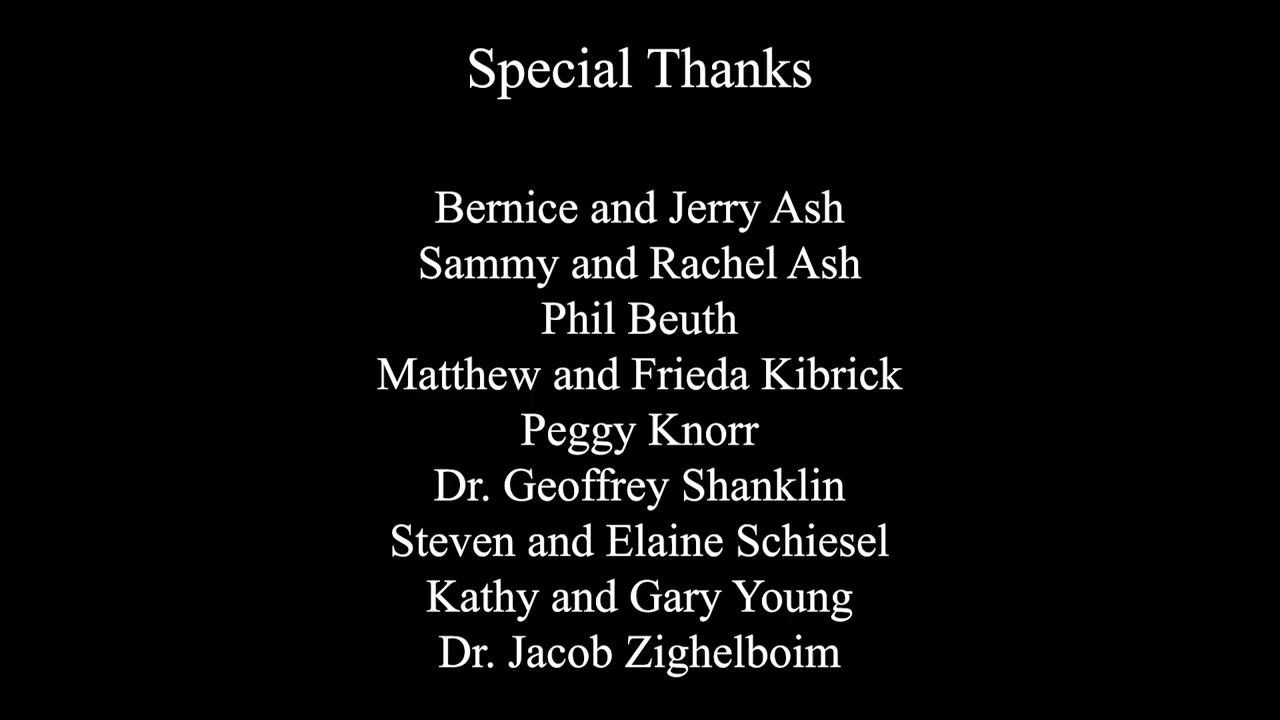 Special Thanks
Bernice and Jerry Ash
Sammy and Rachel Ash
Phil Beuth
Matthew and Frieda Kibrick
Peggy Knorr
Dr. Geoffrey Shanklin
Steven and Elaine Schiesel
Kathy and Gary Young
Dr. Jacob Zighelboim